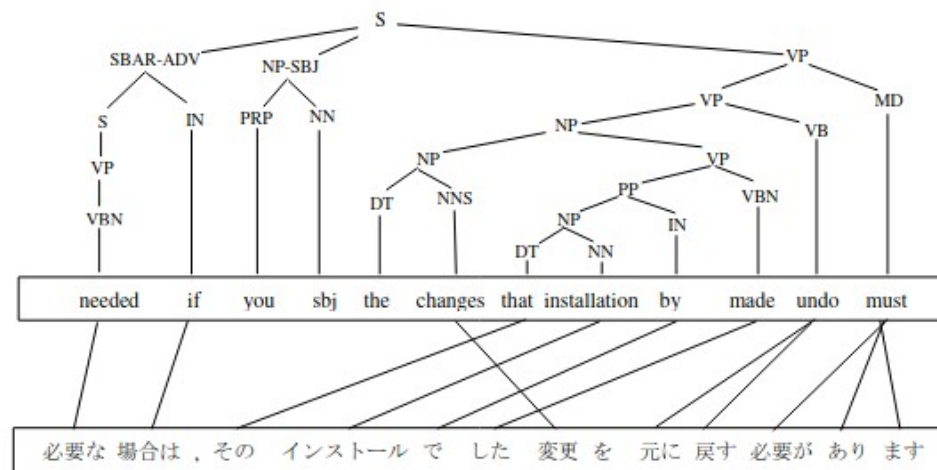 S
SBAR-ADV NP-SBJ VP
S IN PRP NN NP VP MD
VP NP VP VB
VBN DT NNS PP VBN
NP IN
DT NN
needed if you sbj the changes that installation by made undo must
必要な 場合は , その インストール で した 変更 を 元に 戻す 必要が あり ます